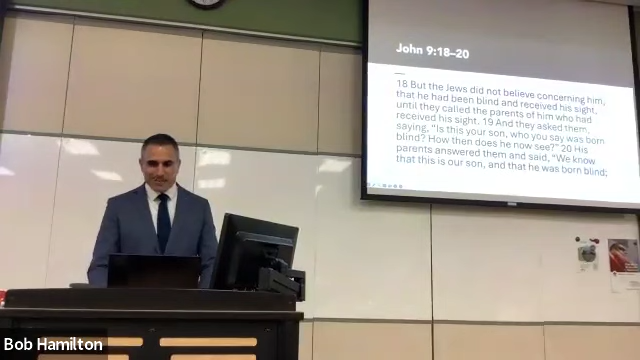 John 9:18–20
18 But the Jews did not believe concerning him,
that he had been blind and received his sight,
until they called the parents of him who had
received his sight. 19 And they asked them,
saying, “Is this your son, who you say was born
blind? How then does he now see?” 20 His
parents answered them and said, “We know
that this is our son, and that he was born blind;
Bob Hamilton